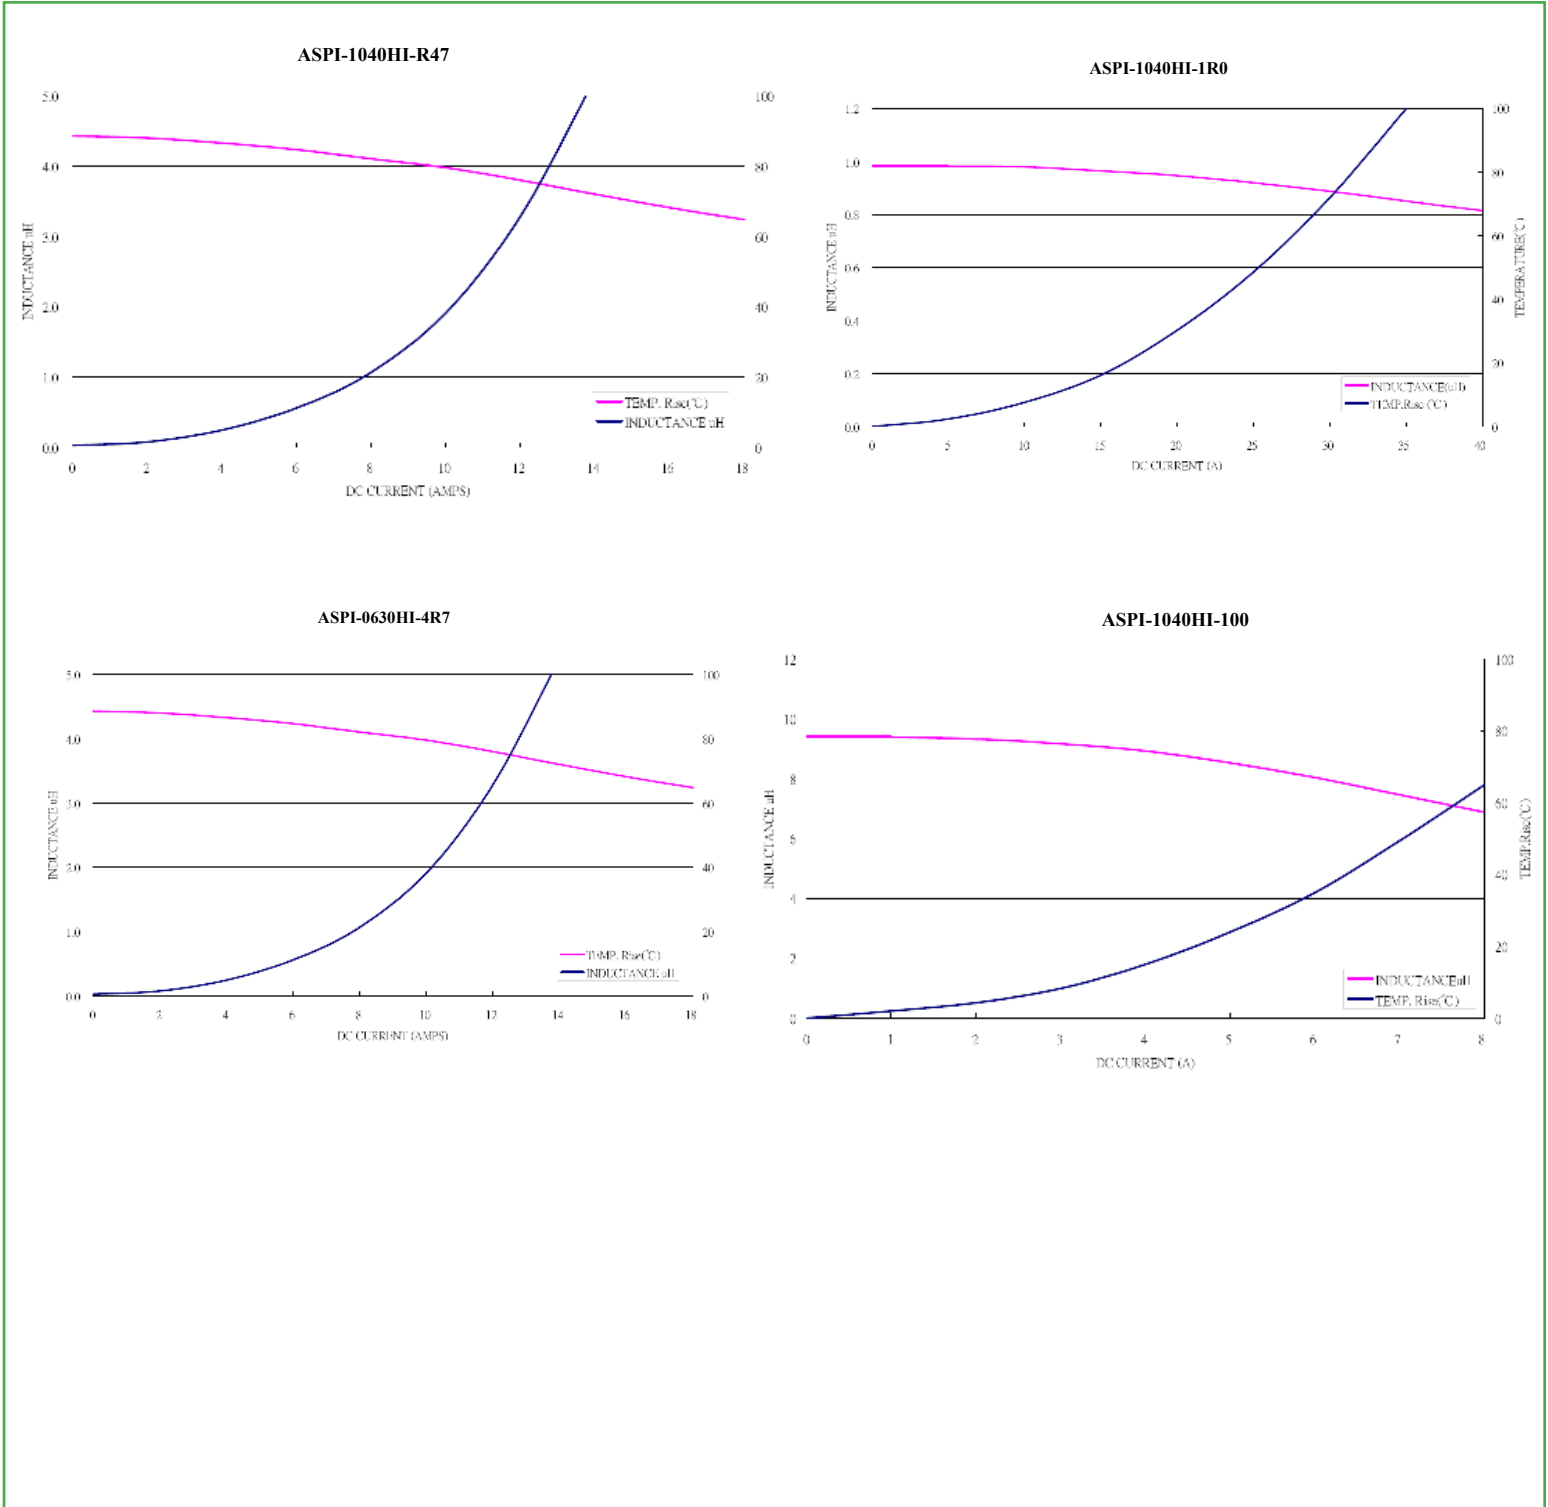 ASPI-1040HI-R47
5.0
4.0
3.0
2.0
1.0
0.0
100
80
60
40
20
0
INDUCTANCE uH
0 2 4 6 8 10 12 14 16 18
DC CURRENT (AMPS)
TEMP. Rise(℃)
INDUCTANCE uH
ASPI-1040HI-1R0
1.2
1.0
0.8
0.6
0.4
0.2
0.0
100
80
60
40
20
0
INDUCTANCE uH
TEMPERATURE(℃)
0 5 10 15 20 25 30 35 40
DC CURRENT (A)
INDUCTANCE(uH)
TEMP.Rise (℃)
ASPI-0630HI-4R7
5.0
4.0
3.0
2.0
1.0
0.0
100
80
60
40
20
0
INDUCTANCE uH
0 2 4 6 8 10 12 14 16 18
DC CURRENT (AMPS)
TEMP. Rise(℃)
INDUCTANCE uH
ASPI-1040HI-100
12
10
8
6
4
2
0
100
80
60
40
20
0
INDUCTANCE uH
TEMP.Rise(℃)
0 1 2 3 4 5 6 7 8
DC CURRENT (A)
INDUCTANCEuH
TEMP. Rise(℃)